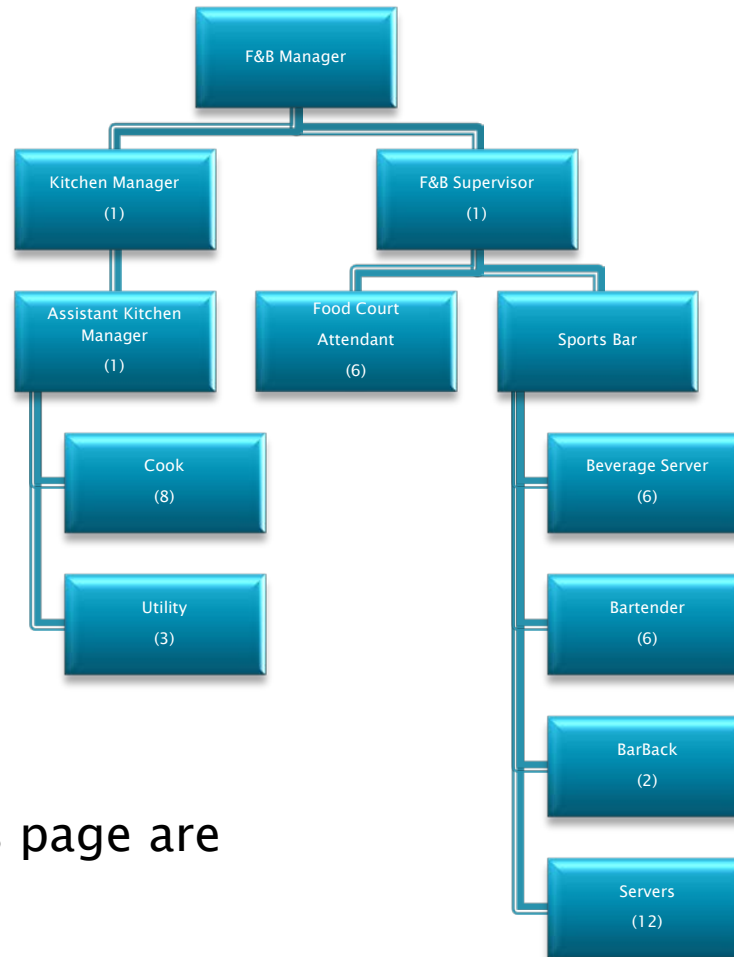 F&B Manager
Kitchen Manager
(1)
F&B Supervisor
(1)
Assistant Kitchen
Manager
(1)
Food Court
Attendant
(6)
Sports Bar
Cook
(8)
Beverage Server
(6)
Utility
(3)
Bartender
(6)
BarBack
(2)
page are
Servers
(12)